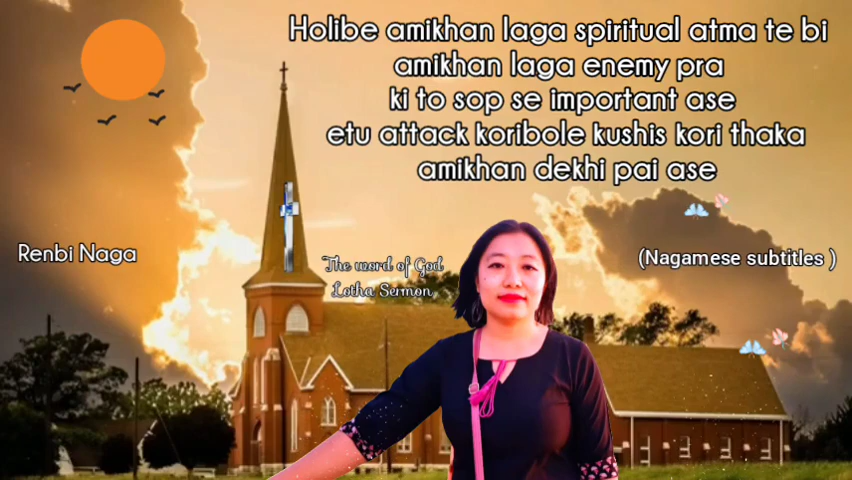 Holibe amikhan laga spiritual atma te bi
amikhan laga enemy pra
ki to sop se important ase
etu attack koribole kushis kori thaka
amikhan dekhi pai ase
Renbi Naga
The word of God
Lotha Sermon
(Nagamese subtitles )